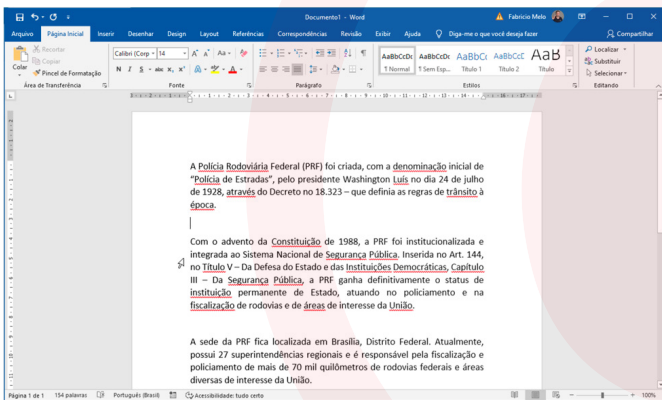 Documento1 - Word
Fabricio Melo
Arquivo Página Inicial Inserir Desenhar Design Layout Referências Correspondências Revisão Exibir Ajuda Diga-me o que você deseja fazer Compartilhar
Colar
Recortar
Copiar
Pincel de Formatação
Área de Transferência
Calibri (Corp 14
N I S abc x, x²
Fonte
Parágrafo
AaBbCcDc AaBbCcDc AaBbCc AaBbCcC AaB
¶ Normal ¶ Sem Esp... Título 1 Título 2 Título
Estilos
Localizar
Substituir
Selecionar
Editando
A Polícia Rodoviária Federal (PRF) foi criada, com a denominação inicial de
“Polícia de Estradas”, pelo presidente Washington Luís no dia 24 de julho
de 1928, através do Decreto no 18.323 – que definia as regras de trânsito à
época.
Com o advento da Constituição de 1988, a PRF foi institucionalizada e
integrada ao Sistema Nacional de Segurança Pública. Inserida no Art. 144,
no Título V – Da Defesa do Estado e das Instituições Democráticas, Capítulo
III – Da Segurança Pública, a PRF ganha definitivamente o status de
instituição permanente de Estado, atuando no policiamento e na
fiscalização de rodovias e de áreas de interesse da União.
A sede da PRF fica localizada em Brasília, Distrito Federal. Atualmente,
possui 27 superintendências regionais e é responsável pela fiscalização e
policiamento de mais de 70 mil quilômetros de rodovias federais e áreas
diversas de interesse da União.
Página 1 de 1 154 palavras Português (Brasil) Acessibilidade: tudo certo 100%